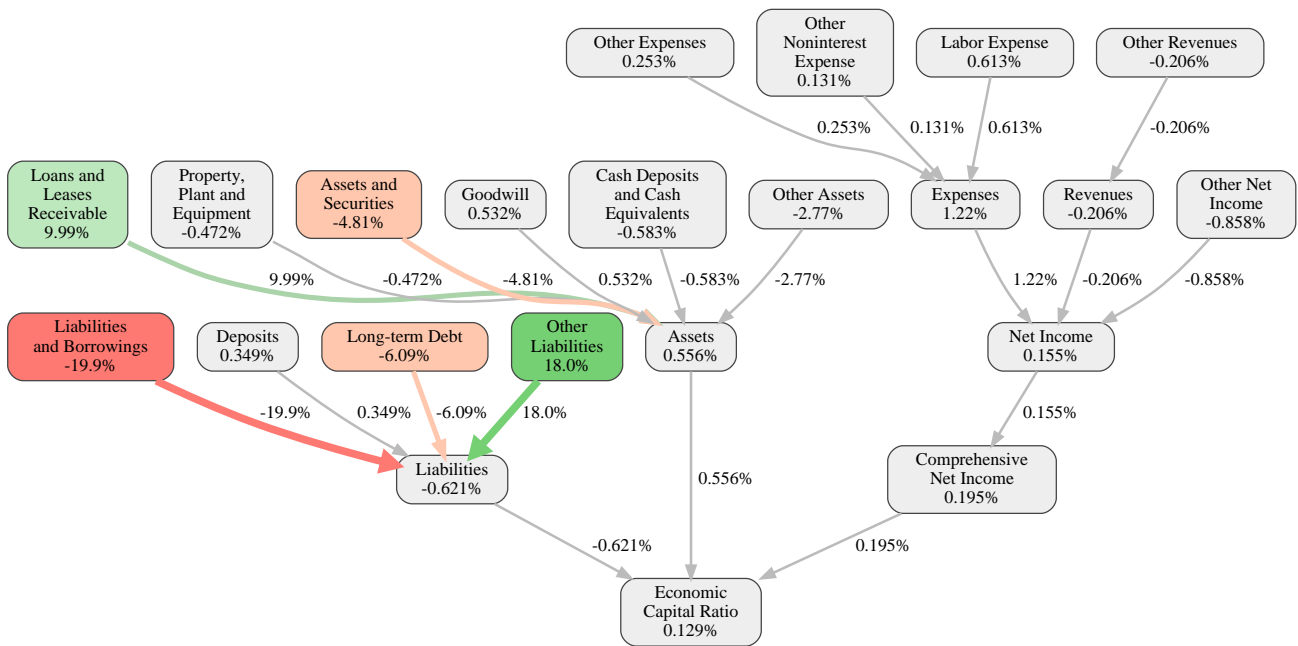 Other Expenses
0.253%
Other
Noninterest
Expense
0.131%
Labor Expense
0.613%
Other Revenues
-0.206%
0.253%
0.131%
0.613%
-0.206%
Loans and
Leases
Receivable
9.99%
Property,
Plant and
Equipment
-0.472%
Assets and
Securities
-4.81%
Goodwill
0.532%
Cash Deposits
and Cash
Equivalents
-0.583%
Other Assets
-2.77%
Expenses
1.22%
Revenues
-0.206%
Other Net
Income
-0.858%
9.99%
-0.472%
-4.81%
0.532%
-0.583%
-2.77%
1.22%
-0.206%
-0.858%
Liabilities
and Borrowings
-19.9%
Deposits
0.349%
Long-term Debt
-6.09%
Other
Liabilities
18.0%
Assets
0.556%
Net Income
0.155%
-19.9%
0.349%
-6.09%
18.0%
0.155%
Liabilities
-0.621%
0.556%
Comprehensive
Net Income
0.195%
-0.621%
0.195%
Economic
Capital Ratio
0.129%